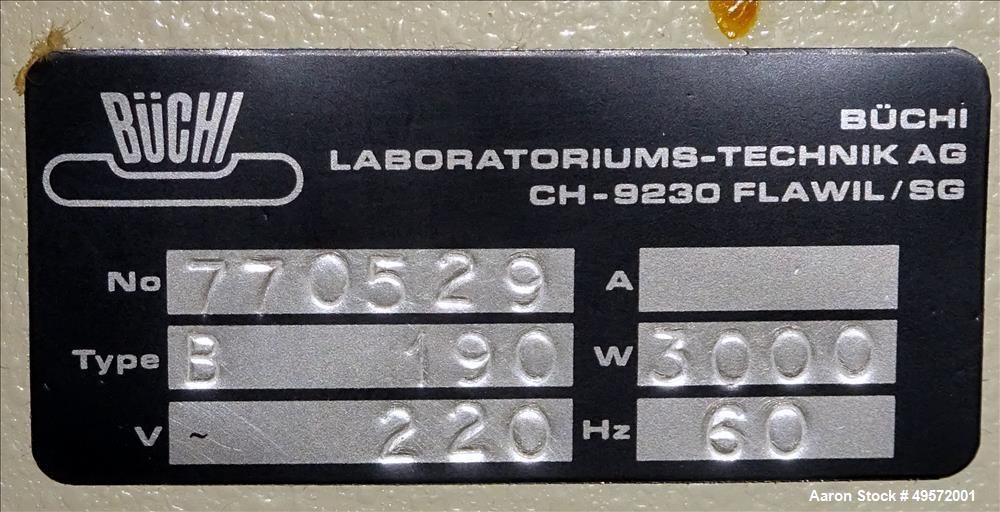 BÜCHI
BÜCHI
LABORATORIUMS-TECHNIK AG
CH-9230 FLAWIL/SG
No 770529 A
Type B 190 W 3000
V ~ 220 Hz 60
Aaron Stock # 49572001